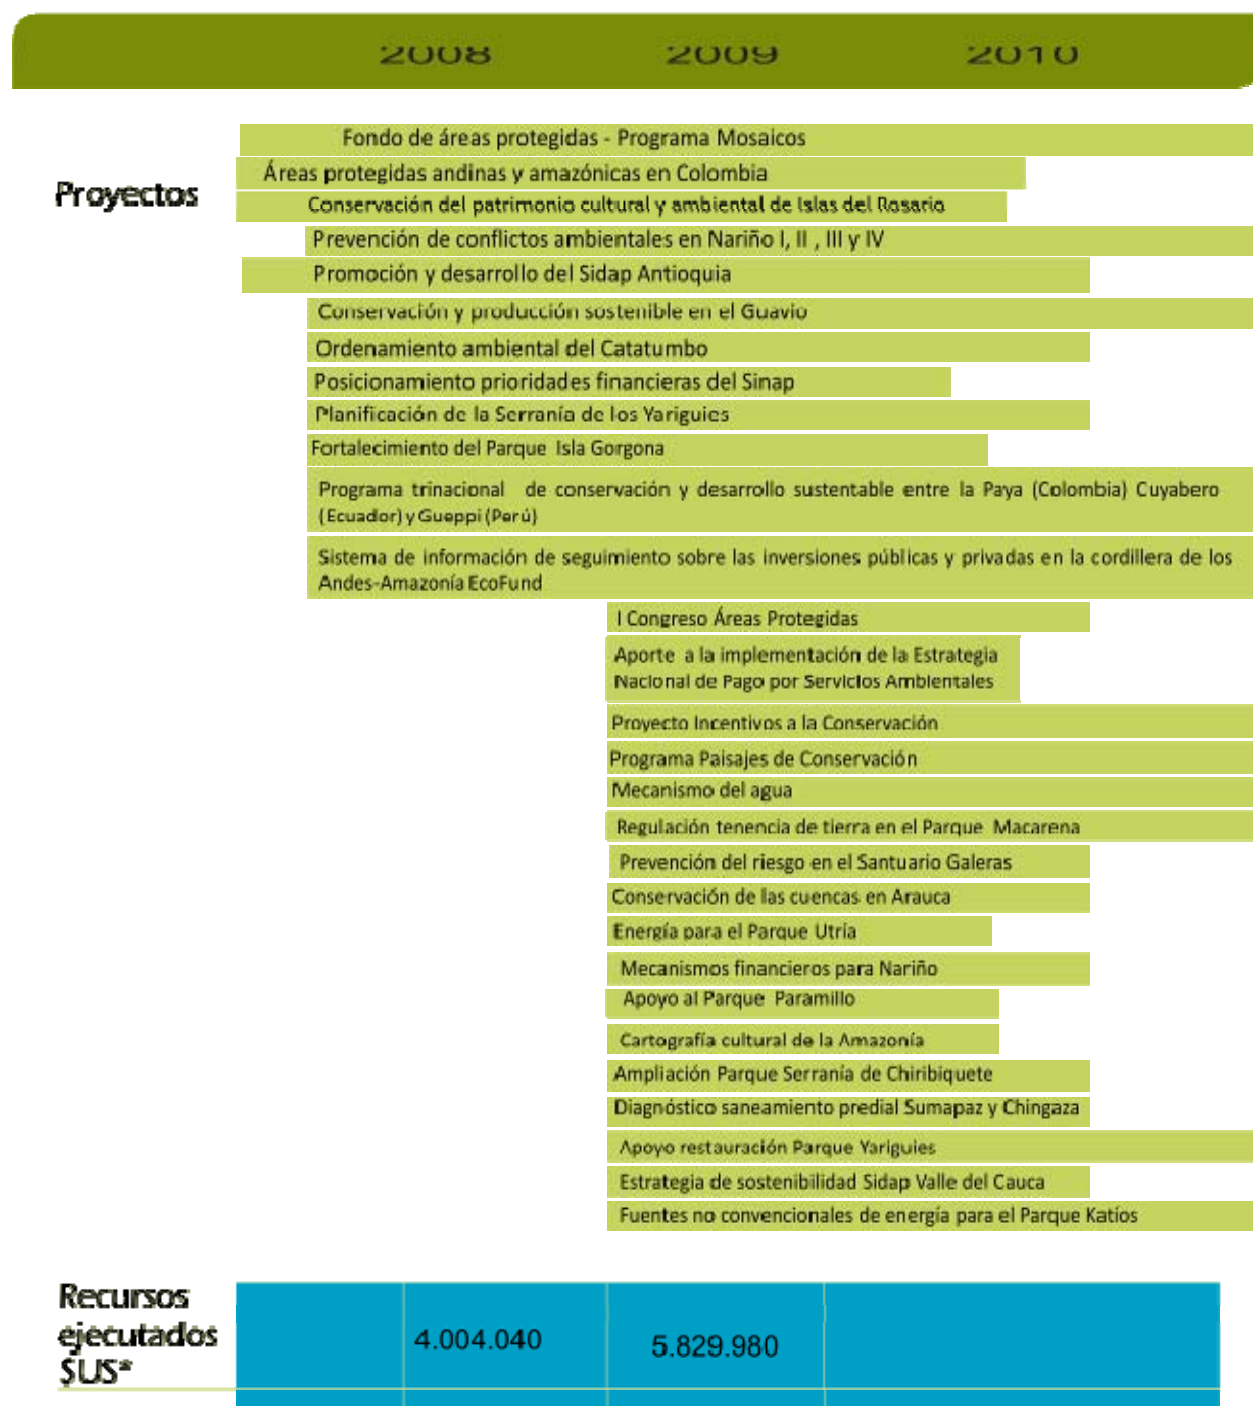 2008 2009 2010
Fondo de áreas protegidas - Programa Mosaicos
Áreas protegidas andinas y amazónicas en Colombia
Proyectos
Conservación del patrimonio cultural y ambiental de Islas del Rosario
Prevención de conflictos ambientales en Nariño I, II , III y IV
Promoción y desarrollo del Sidap Antioquia
Conservación y producción sostenible en el Guavio
Ordenamiento ambiental del Catatumbo
Posicionamiento prioridades financieras del Sinap
Planificación de la Serranía de los Yariguies
Fortalecimiento del Parque Isla Gorgona
Programa trinacional de conservación y desarrollo sustentable entre la Paya (Colombia) Cuyabero
(Ecuador) y Gueppi (Perú)
Sistema de información de seguimiento sobre las inversiones públicas y privadas en la cordillera de los
Andes-Amazonía EcoFund
I Congreso Áreas Protegidas
Aporte a la implementación de la Estrategia
Nacional de Pago por Servicios Ambientales
Proyecto Incentivos a la Conservación
Programa Paisajes de Conservación
Mecanismo del agua
Regulación tenencia de tierra en el Parque Macarena
Prevención del riesgo en el Santuario Galeras
Conservación de las cuencas en Arauca
Energía para el Parque Utría
Mecanismos financieros para Nariño
Apoyo al Parque Paramillo
Cartografía cultural de la Amazonía
Ampliación Parque Serranía de Chiribiquete
Diagnóstico saneamiento predial Sumapaz y Chingaza
Apoyo restauración Parque Yariguies
Estrategia de sostenibilidad Sidap Valle del Cauca
Fuentes no convencionales de energía para el Parque Katíos
Recursos
ejecutados
$US*
4.004.040 5.829.980